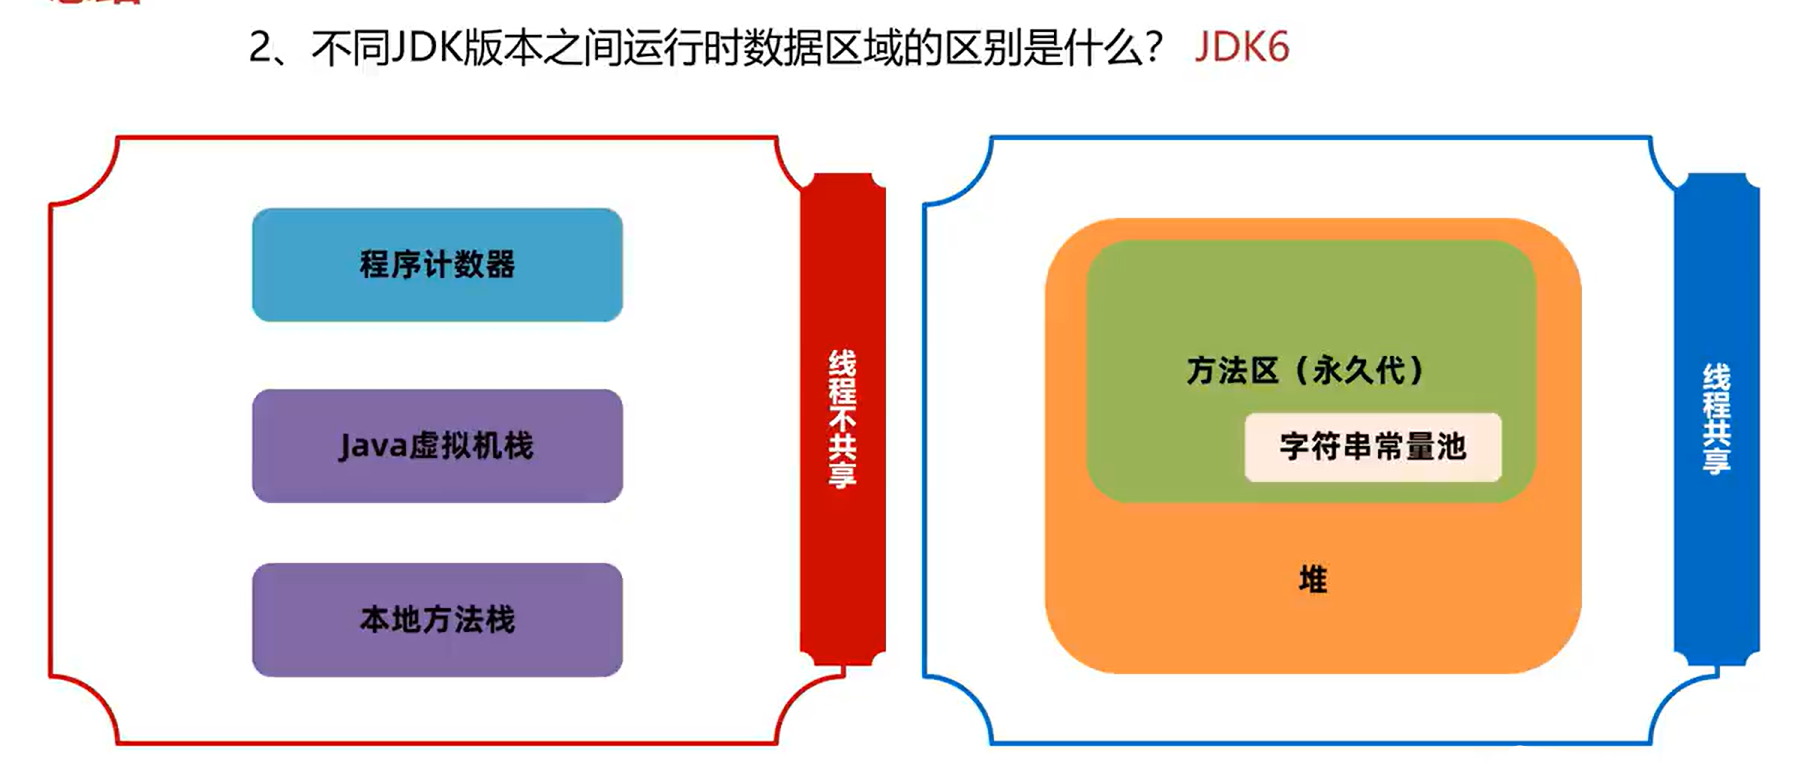 2、不同JDK版本之间运行时数据区域的区别是什么？ JDK6
程序计数器
Java虚拟机栈
本地方法栈
线程不共享
方法区（永久代）
字符串常量池
堆
线程共享